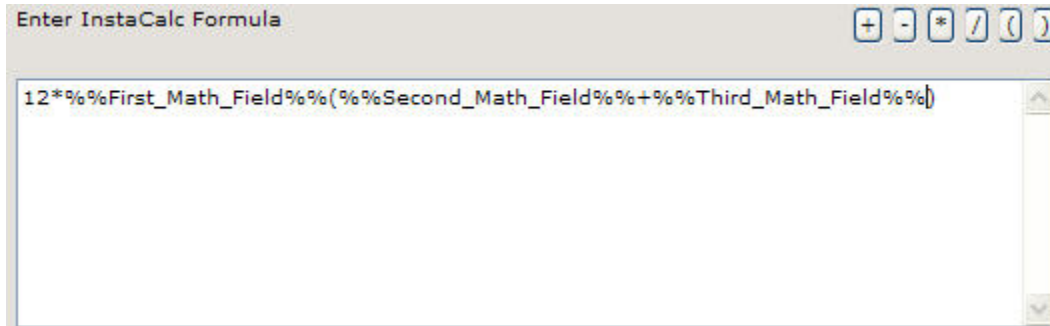 Enter InstaCalc Formula + - * / ( )
12*%%First_Math_Field%%(%%Second_Math_Field%%+%%Third_Math_Field%%)